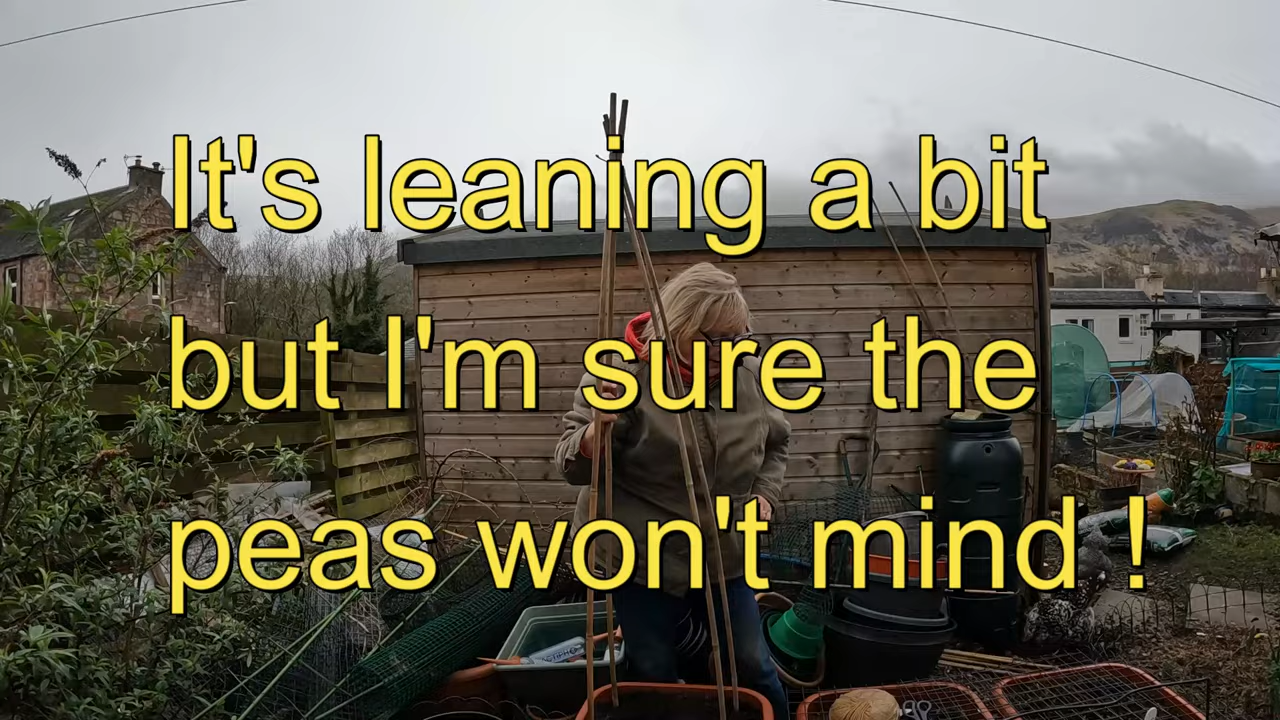 It's leaning a bit
but I'm sure the
peas won't mind !